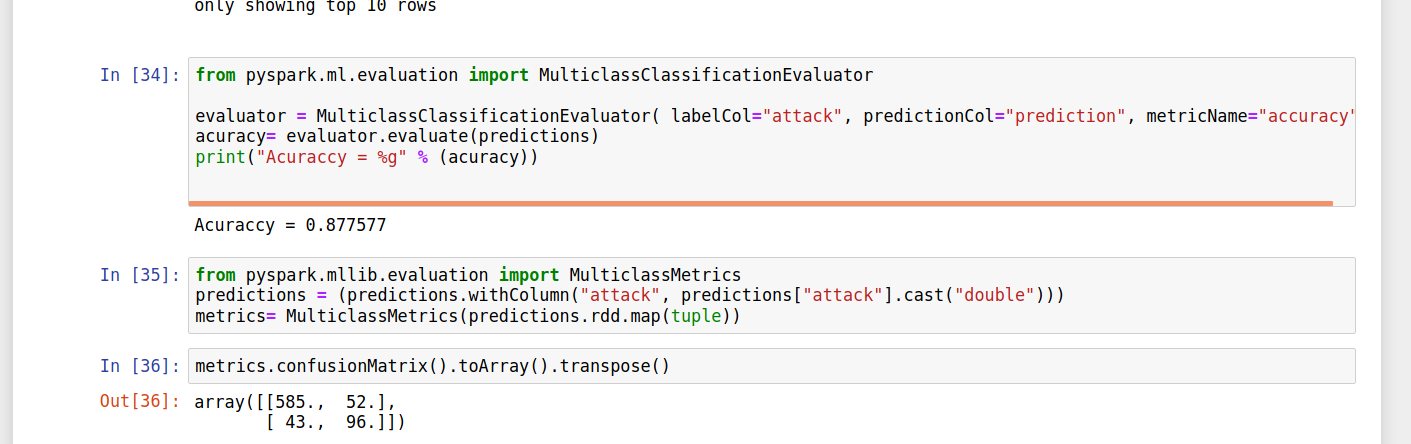 only showing top 10 rows
In [34]:
from pyspark.ml.evaluation import MulticlassClassificationEvaluator
evaluator = MulticlassClassificationEvaluator( labelCol="attack", predictionCol="prediction", metricName="accuracy"
acuracy= evaluator.evaluate(predictions)
print("Acuraccy = %g" % (acuracy))
Acuraccy = 0.877577
In [35]:
from pyspark.mllib.evaluation import MulticlassMetrics
predictions = (predictions.withColumn("attack", predictions["attack"].cast("double")))
metrics= MulticlassMetrics(predictions.rdd.map(tuple))
In [36]:
metrics.confusionMatrix().toArray().transpose()
Out[36]:
array([[585.,  52.],
       [ 43.,  96.]])